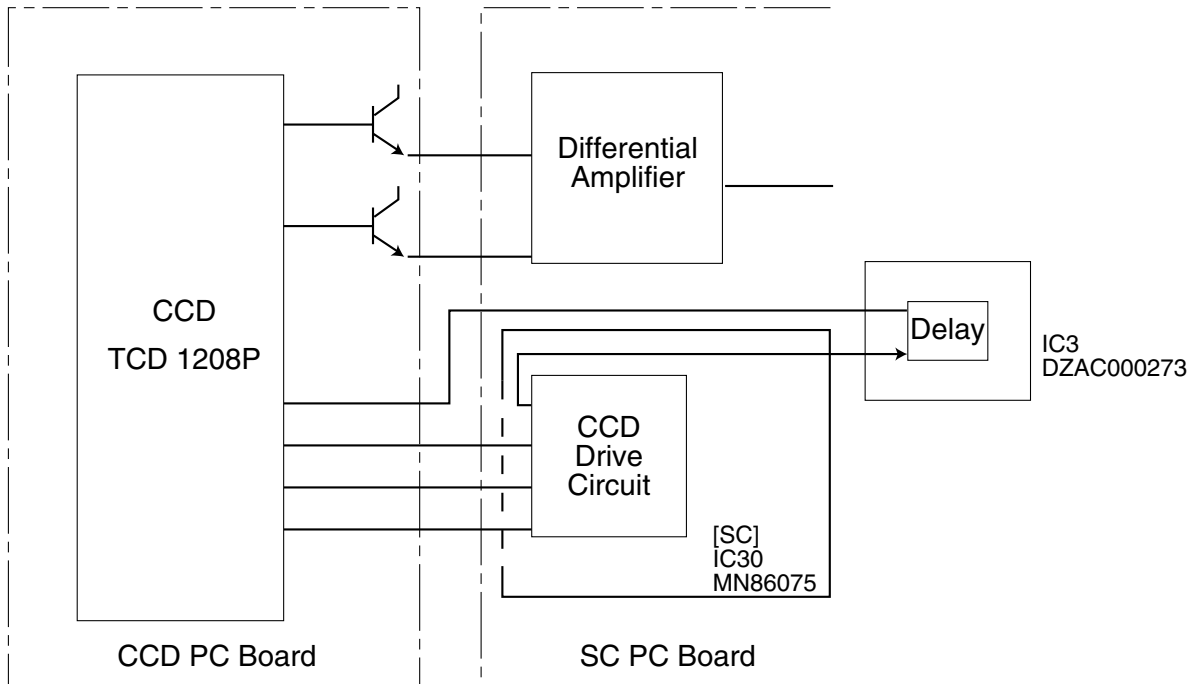 Differential
Amplifier
CCD
TCD 1208P
Delay
IC3
DZAC000273
CCD
Drive
Circuit
[SC]
IC30
MN86075
CCD PC Board
SC PC Board